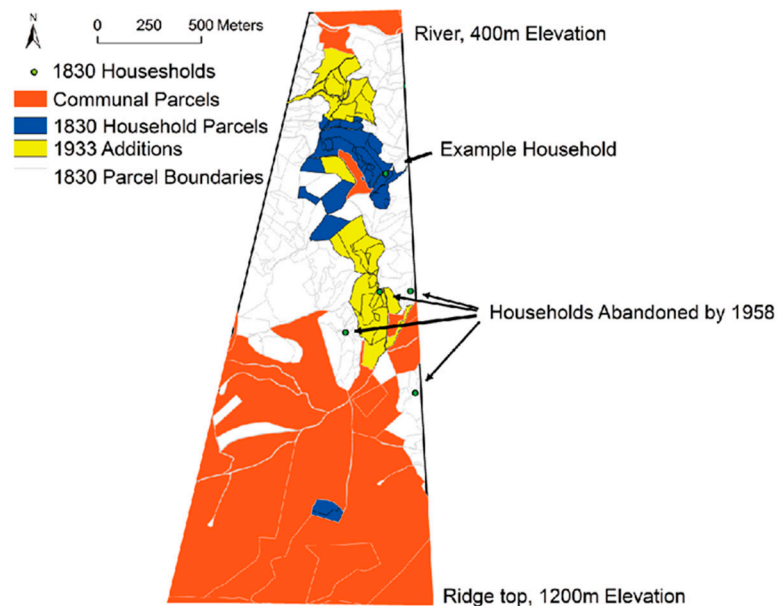 N
0 250 500 Meters
River, 400m Elevation
1830 Housesholds
Communal Parcels
1830 Household Parcels
1933 Additions
1830 Parcel Boundaries
Example Household
Households Abandoned by 1958
Ridge top, 1200m Elevation